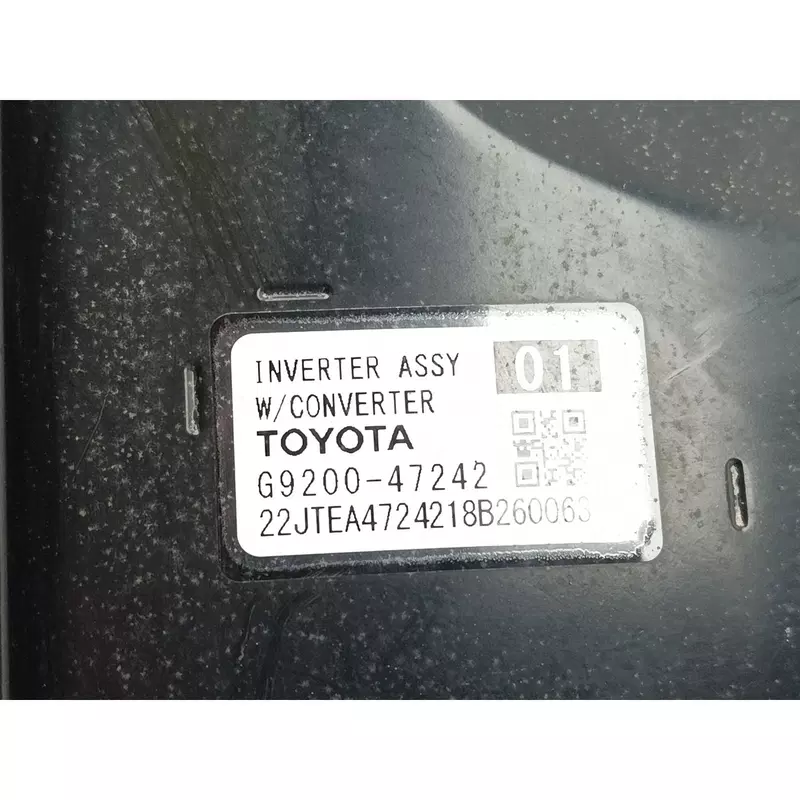 INVERTER ASSY 01
W/CONVERTER
TOYOTA
G9200-47242
22JTEA4724218B260063